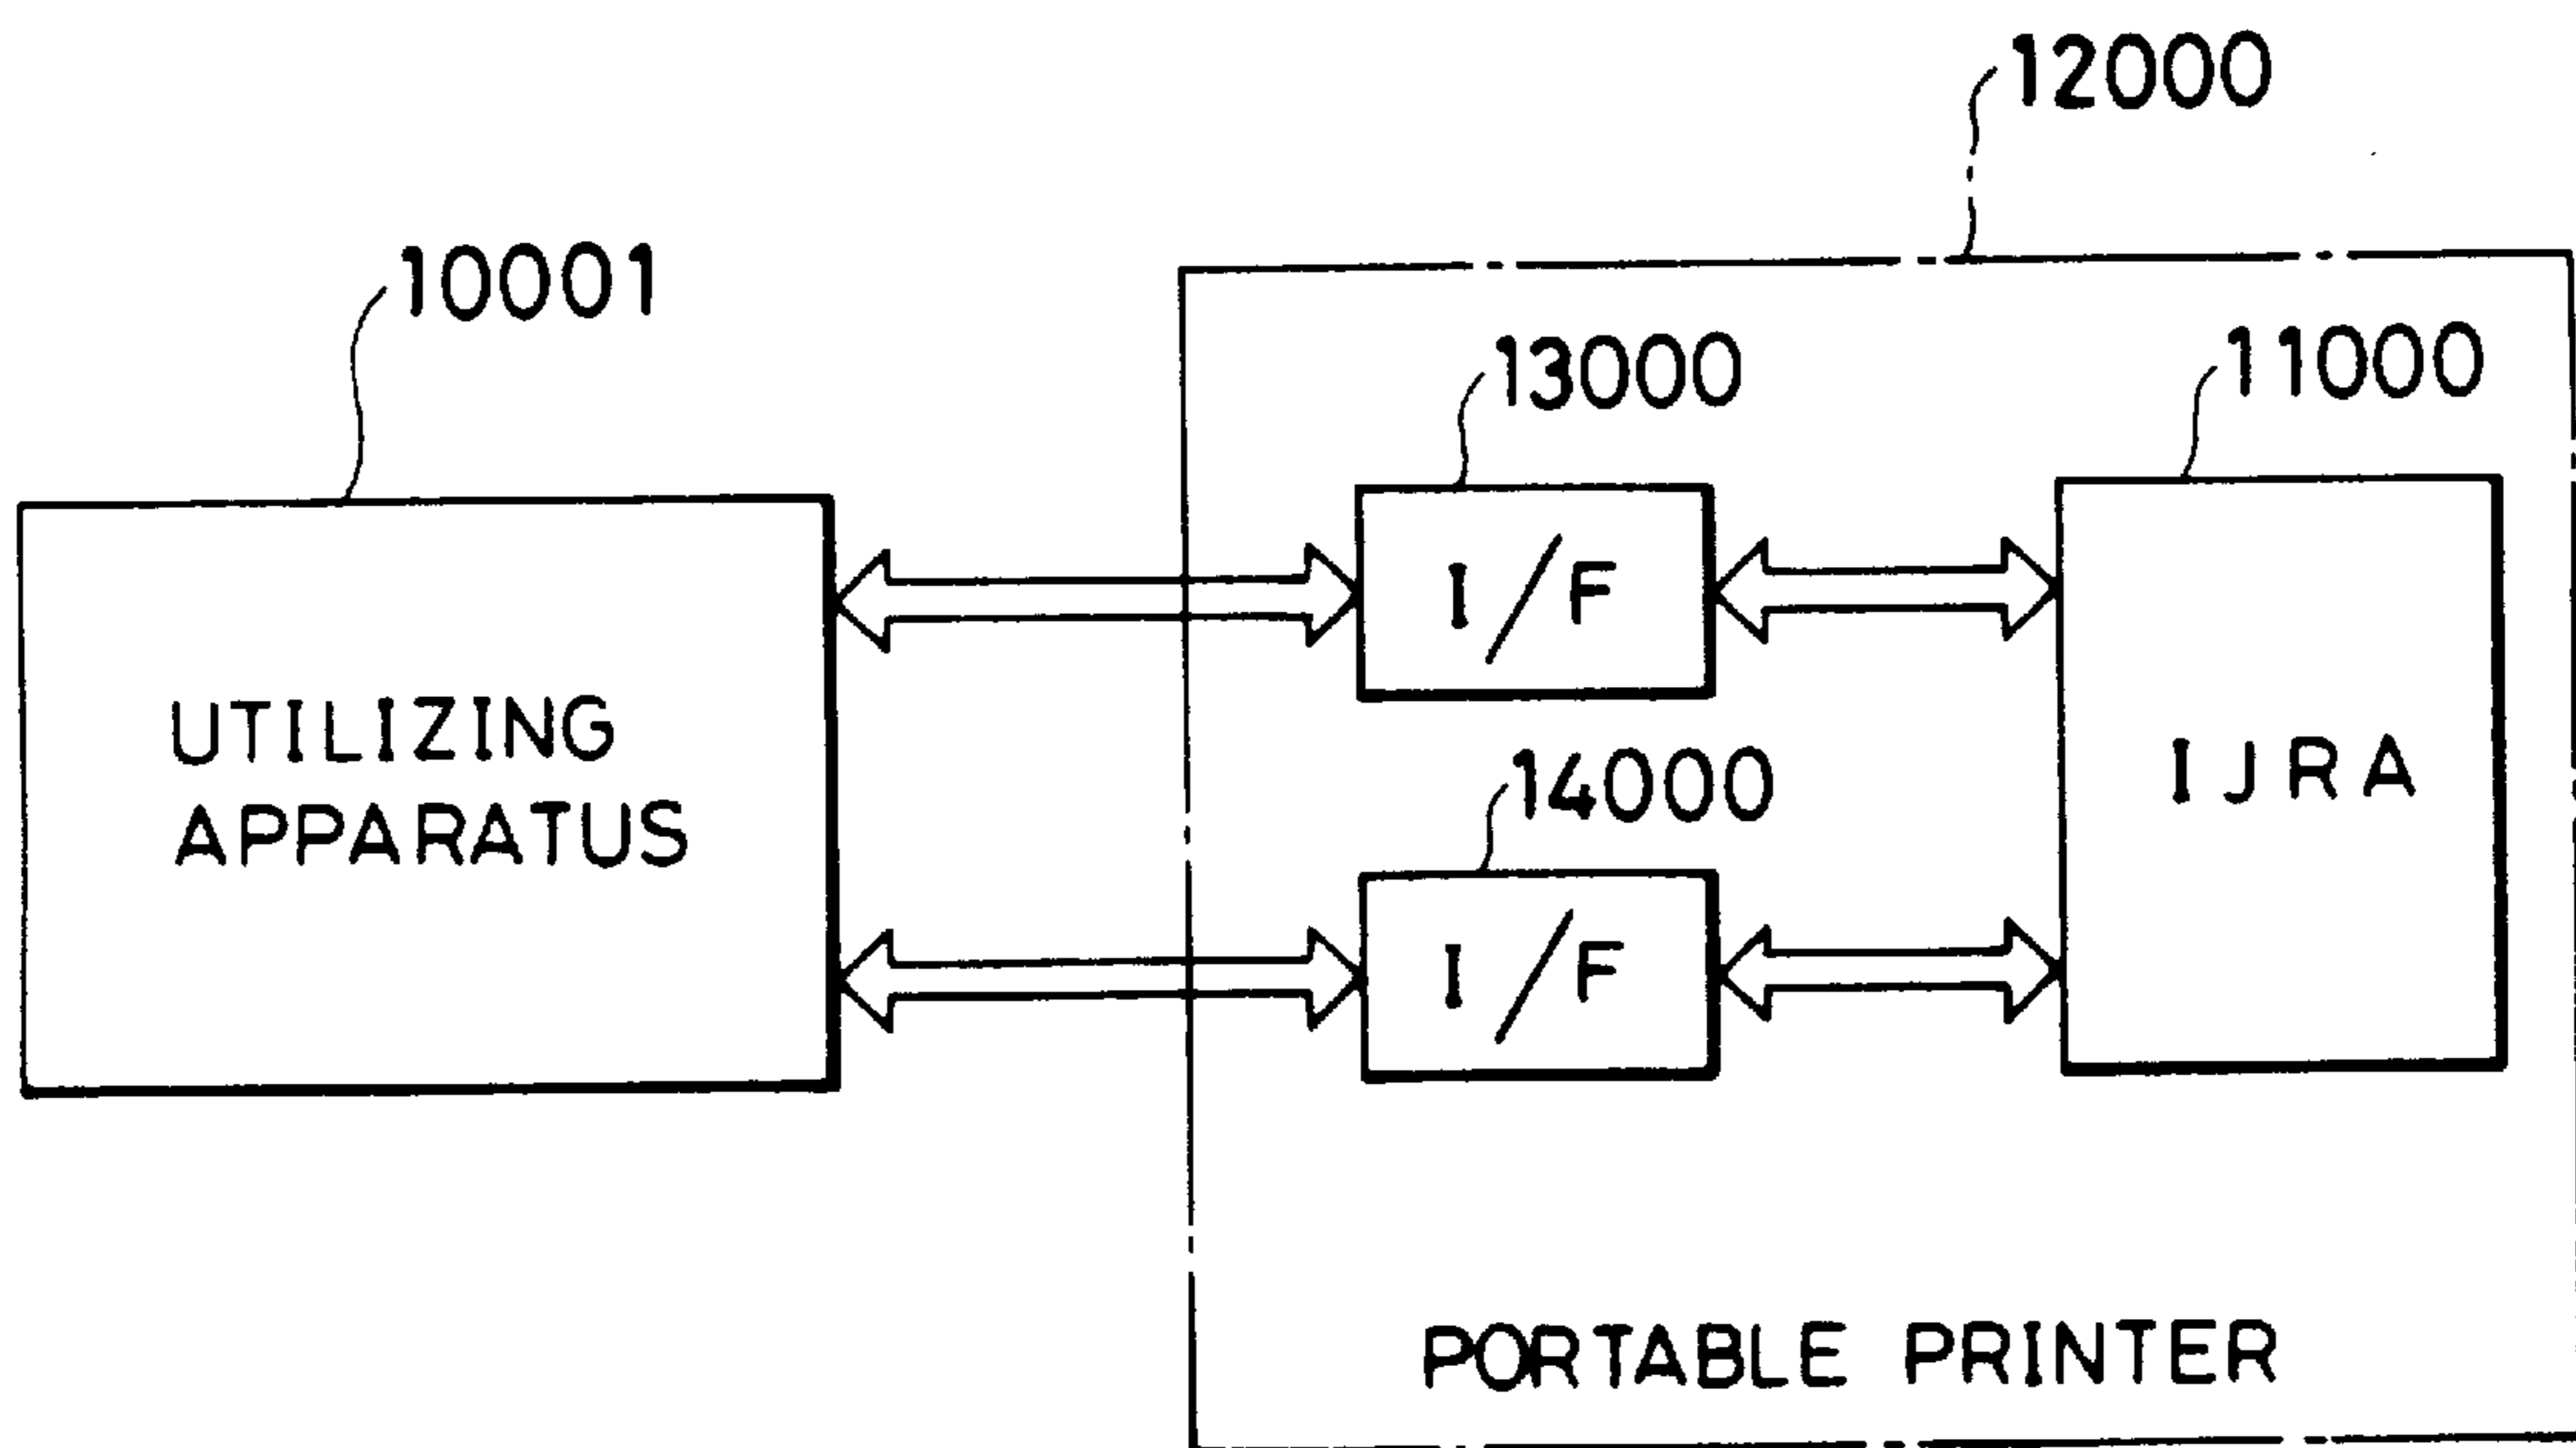 12000
10001
13000
11000
I/F
UTILIZING
APPARATUS
IJRA
14000
I/F
PORTABLE PRINTER